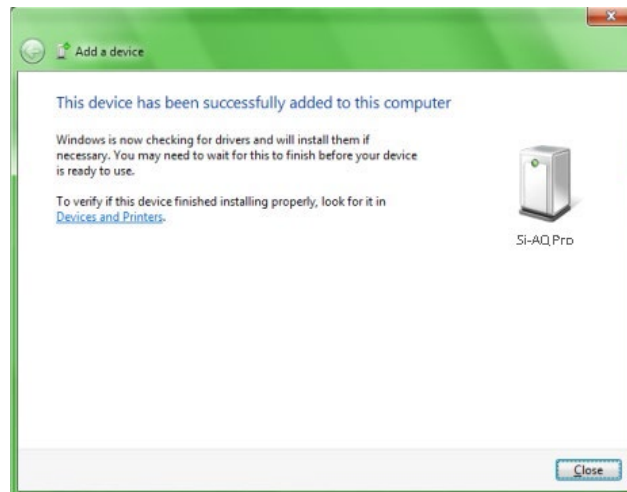 Add a device
This device has been successfully added to this computer
Windows is now checking for drivers and will install them if
necessary. You may need to wait for this to finish before your device
is ready to use.
To verify if this device finished installing properly, look for it in
Devices and Printers.
Si-AQ Pro
Close